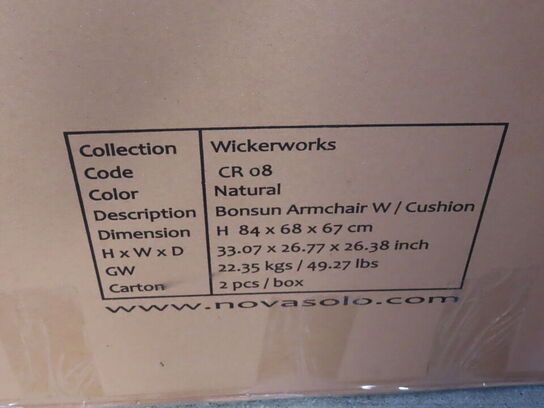 Collection Wickerworks
Code CR 08
Color Natural
Description Bonsun Armchair W / Cushion
Dimension H 84 x 68 x 67 cm
H x W x D 33.07 x 26.77 x 26.38 inch
GW 22.35 kgs / 49.27 lbs
Carton 2 pcs / box
www.novasolo.com